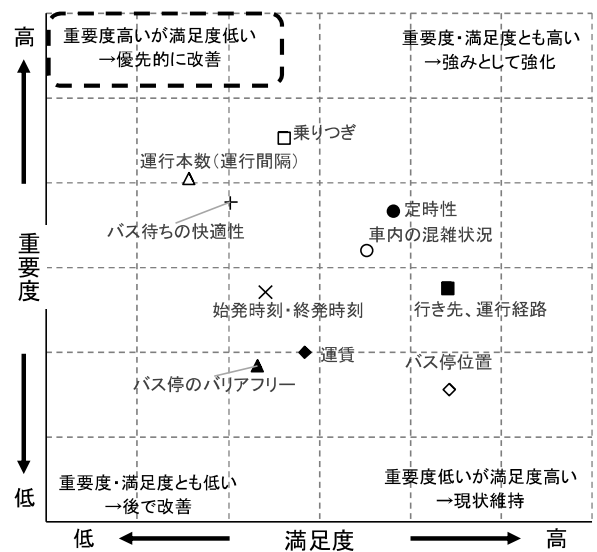 高
重要度高いが満足度低い
→優先的に改善
重要度・満足度とも高い
→強みとして強化
乗りつぎ
運行本数(運行間隔)
バス待ちの快適性
定時性
車内の混雑状況
重要度
始発時刻・終発時刻
行き先、運行経路
運賃
バス停位置
バス停のバリアフリー
重要度・満足度とも低い
→後で改善
重要度低いが満足度高い
→現状維持
低
低
満足度
高